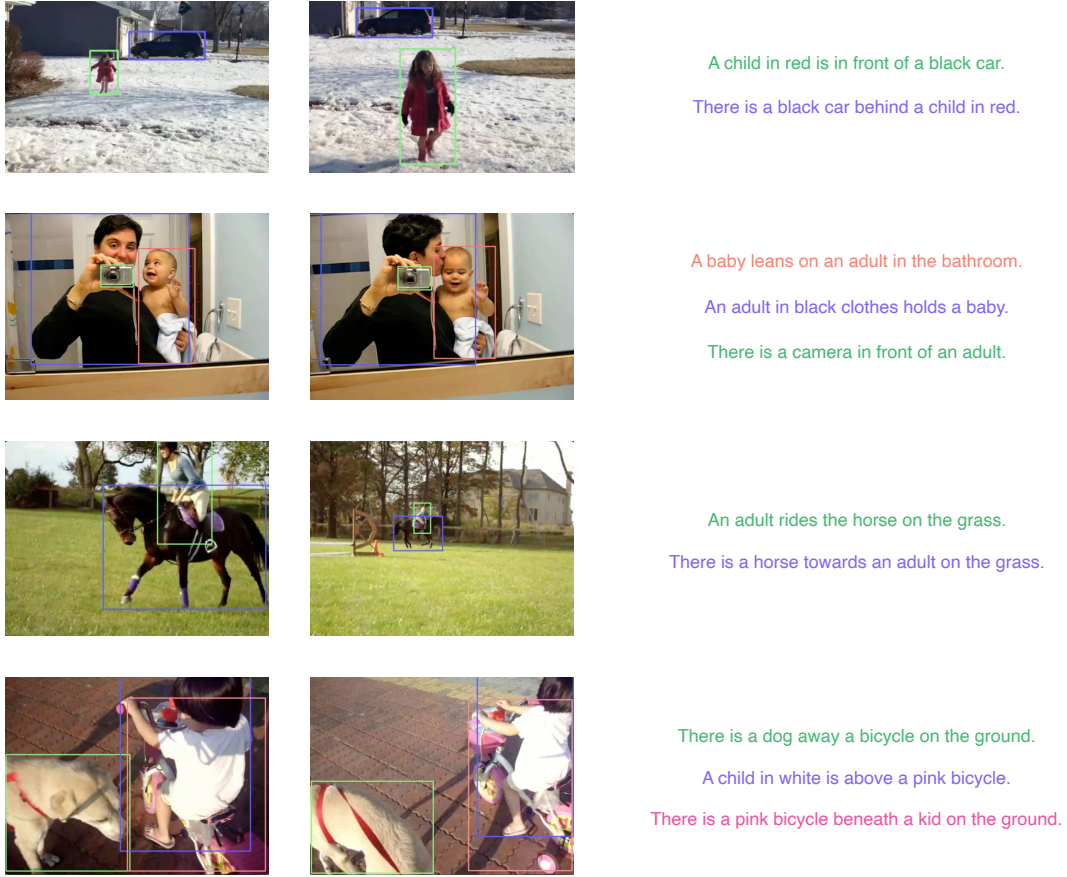 A child in red is in front of a black car.
There is a black car behind a child in red.
A baby leans on an adult in the bathroom.
An adult in black clothes holds a baby.
There is a camera in front of an adult.
An adult rides the horse on the grass.
There is a horse towards an adult on the grass.
There is a dog away a bicycle on the ground.
A child in white is above a pink bicycle.
There is a pink bicycle beneath a kid on the ground.